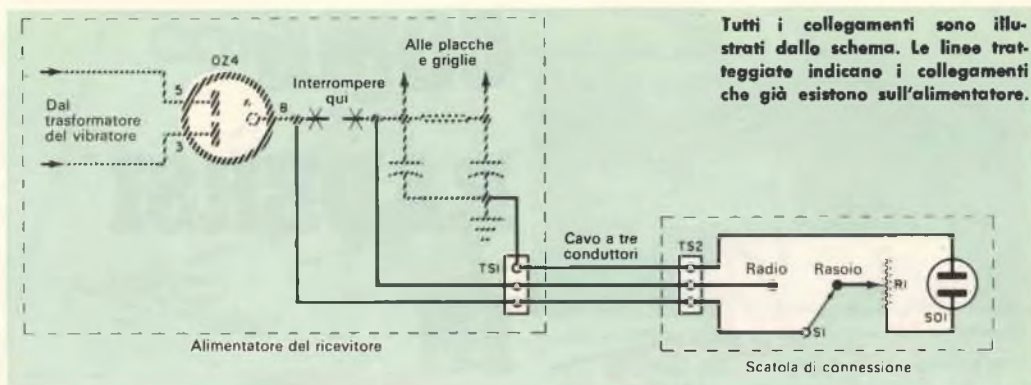 Tutti i collegamenti sono illu-
strati dallo schema. Le linee trat-
teggiate indicano i collegamenti
che già esistono sull'alimentatore.
OZ4
Alle placche
e griglie
Interrompere
qui
5
8
K
Dal
trasformatore
del vibratore
3
Cavo a tre
conduttori
TS1
TS2
Radio
Rasoio
R1
SO1
S1
Alimentatore del ricevitore
Scatola di connessione